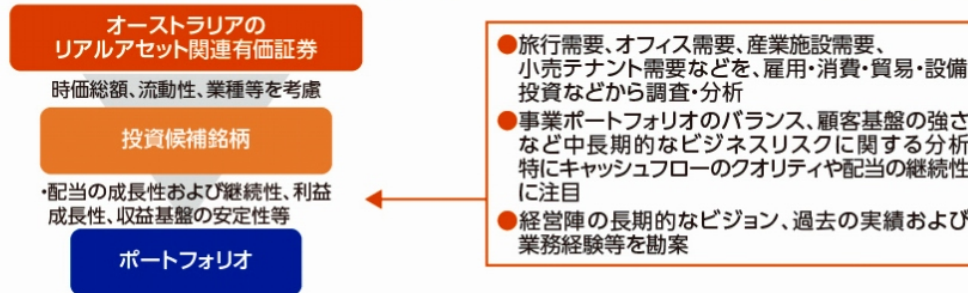 オーストラリアの
リアルアセット関連有価証券
時価総額、流動性、業種等を考慮
投資候補銘柄
・配当の成長性および継続性、利益
成長性、収益基盤の安定性等
ポートフォリオ
●旅行需要、オフィス需要、産業施設需要、
小売テナント需要などを、雇用・消費・貿易・設備
投資などから調査・分析
●事業ポートフォリオのバランス、顧客基盤の強さ
など中長期的なビジネスリスクに関する分析
特にキャッシュフローのクオリティや配当の継続性
に注目
●経営陣の長期的なビジョン、過去の実績および
業務経験等を勘案